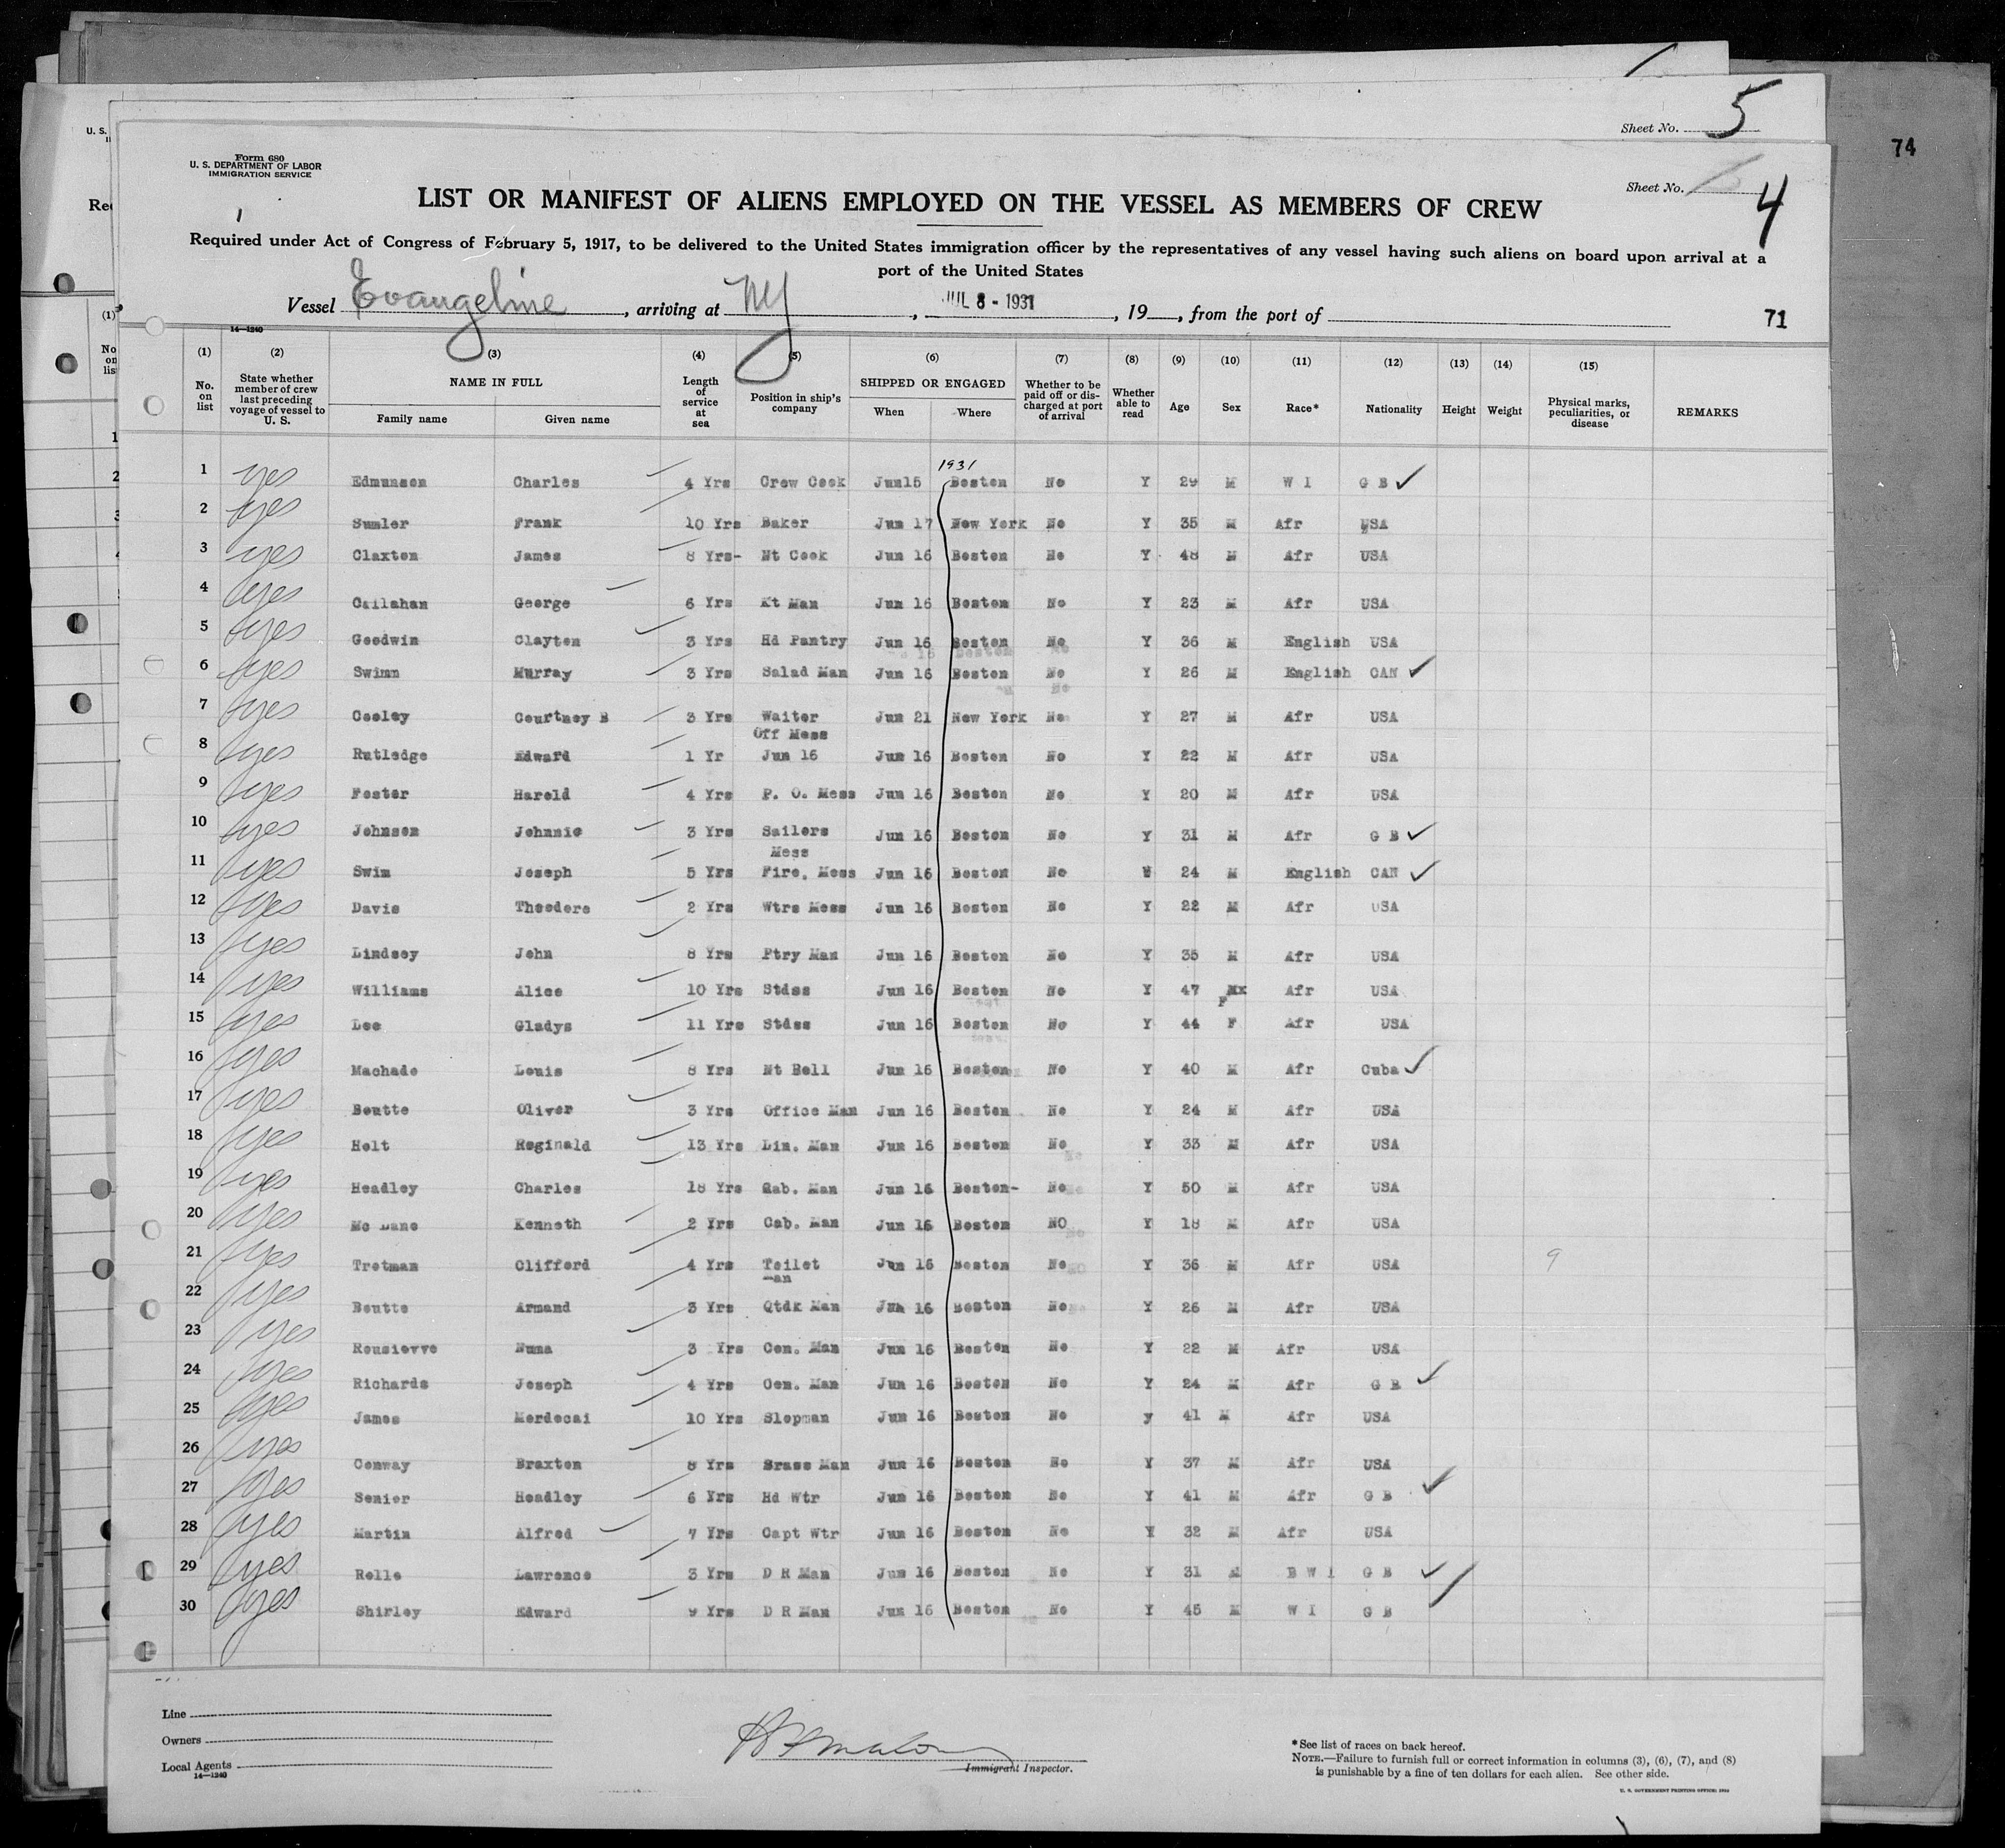 Sheet No. 5
74
U. S.
Form 680
U. S. DEPARTMENT OF LABOR
IMMIGRATION SERVICE
Sheet No. 4
LIST OR MANIFEST OF ALIENS EMPLOYED ON THE VESSEL AS MEMBERS OF CREW
Required under Act of Congress of February 5, 1917, to be delivered to the United States immigration officer by the representatives of any vessel having such aliens on board upon arrival at a
port of the United States
Vessel Evangeline, arriving at NY, JUL 8 - 1931, 19__, from the port of
71
14—1240
(1) (2) (3) (4) (5) (6) (7) (8) (9) (10) (11) (12) (13) (14) (15)
No. on list State whether member of crew last preceding voyage of vessel to U. S. NAME IN FULL Family name Given name Length of service at sea Position in ship's company SHIPPED OR ENGAGED When Where Whether to be paid off or discharged at port of arrival Whether able to read Age Sex Race* Nationality Height Weight Physical marks, peculiarities, or disease REMARKS
1931
1 yes Edmunson Charles 4 Yrs Crew Cook Jun15 Boston No Y 29 M W I G B ✓
2 yes Sumler Frank 10 Yrs Baker Jun 17 New York No Y 35 M Afr USA
3 yes Claxton James 8 Yrs- Nt Cook Jun 16 Boston No Y 48 M Afr USA
4 yes Callahan George 6 Yrs Kt Man Jun 16 Boston No Y 23 M Afr USA
5 yes Goodwin Clayton 3 Yrs Hd Pantry Jun 16 Boston No Y 36 M English USA
6 yes Swimn Murray 3 Yrs Salad Man Jun 16 Boston No Y 26 M English CAN ✓
7 yes Cooley Courtney B 3 Yrs Waiter Jun 21 New York No Y 27 M Afr USA
Off Mess
8 yes Rutledge Edward 1 Yr Jun 16 Jun 16 Boston No Y 22 M Afr USA
9 yes Foster Harold 4 Yrs P. O. Mess Jun 16 Boston No Y 20 M Afr USA
10 yes Johnson Johnnie 3 Yrs Sailors Jun 16 Boston No Y 31 M Afr G B ✓
Mess
11 yes Swim Joseph 5 Yrs Fire. Mess Jun 16 Boston No 24 M English CAN ✓
12 yes Davis Theodore 2 Yrs Wtrs Mess Jun 16 Boston No Y 22 M Afr USA
13 yes Lindsey John 8 Yrs Ptry Man Jun 16 Boston No Y 35 M Afr USA
14 yes Williams Alice 10 Yrs Stdss Jun 16 Boston No Y 47 F Afr USA
15 yes Lee Gladys 11 Yrs Stdss Jun 16 Boston No Y 44 F Afr USA
16 yes Machado Louis 8 Yrs Nt Bell Jun 16 Boston No Y 40 M Afr Cuba ✓
17 yes Boutte Oliver 3 Yrs Office Man Jun 16 Boston No Y 24 M Afr USA
18 yes Holt Reginald 13 Yrs Lin. Man Jun 16 Boston No Y 33 M Afr USA
19 yes Headley Charles 18 Yrs Gab. Man Jun 16 Boston- No Y 50 M Afr USA
20 yes Mc Dane Kenneth 2 Yrs Cab. Man Jun 16 Boston NO Y 18 M Afr USA
21 yes Trotman Clifford 4 Yrs Toilet Jun 16 Boston No Y 36 M Afr USA 9
man
22 yes Boutte Armand 3 Yrs Qtdk Man Jun 16 Boston No Y 26 M Afr USA
23 yes Rousievve Numa 3 Yrs Con. Man Jun 16 Boston No Y 22 M Afr USA
24 yes Richards Joseph 4 Yrs Com. Man Jun 16 Boston No Y 24 M Afr G B ✓
25 yes James Mordecai 10 Yrs Slopman Jun 16 Boston No y 41 M Afr USA
26 yes Conway Braxton 8 Yrs Brass Man Jun 16 Boston No Y 37 M Afr USA
27 yes Senior Headley 6 Yrs Hd Wtr Jun 16 Boston No Y 41 M Afr G B ✓
28 yes Martin Alfred 7 Yrs Capt Wtr Jun 16 Boston No Y 32 M Afr USA
29 yes Rolle Lawrence 3 Yrs D R Man Jun 16 Boston No Y 31 M B W I G B ✓
30 yes Shirley Edward 9 Yrs D R Man Jun 16 Boston No Y 45 M W I G B
Line
Owners
Local Agents
14—1240
Immigrant Inspector.
*See list of races on back hereof.
NOTE.—Failure to furnish full or correct information in columns (3), (6), (7), and (8)
is punishable by a fine of ten dollars for each alien. See other side.